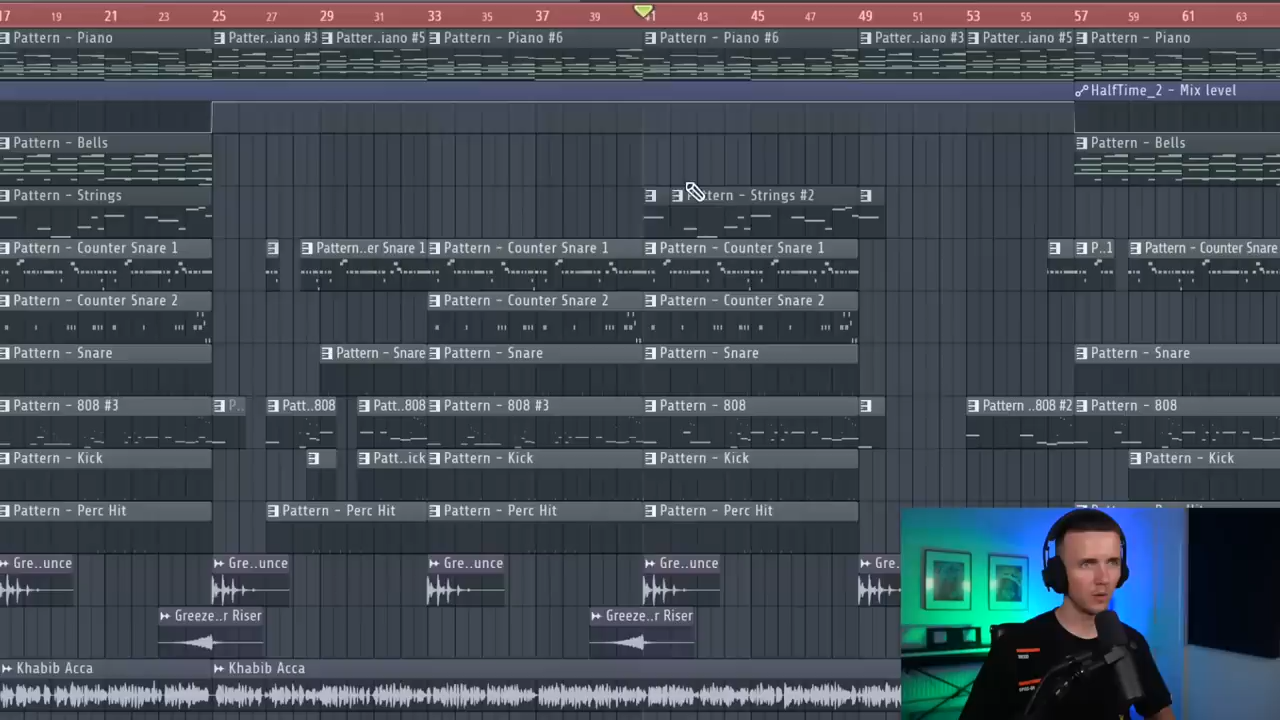 17 19 21 23 25 27 29 31 33 35 37 39 41 43 45 47 49 51 53 55 57 59 61 63
Pattern - Piano Patter..iano #3 Patter..iano #5 Pattern - Piano #6 Pattern - Piano #6 Patter..iano #3 Patter..iano #5 Pattern - Piano
HalfTime_2 - Mix level
Pattern - Bells Pattern - Bells
Pattern - Strings ttern - Strings #2
Pattern - Counter Snare 1 Pattern..er Snare 1 Pattern - Counter Snare 1 Pattern - Counter Snare 1 P..1 Pattern - Counter Snare
Pattern - Counter Snare 2 Pattern - Counter Snare 2 Pattern - Counter Snare 2
Pattern - Snare Pattern - Snare Pattern - Snare Pattern - Snare Pattern - Snare
Pattern - 808 #3 P.. Patt..808 Patt..808 Pattern - 808 #3 Pattern - 808 Pattern ..808 #2 Pattern - 808
Pattern - Kick Patt..ick Pattern - Kick Pattern - Kick Pattern - Kick
Pattern - Perc Hit Pattern - Perc Hit Pattern - Perc Hit Pattern - Perc Hit
Gre..unce Gre..unce Gre..unce Gre..unce Gre..
Greeze..r Riser Greeze..r Riser
Khabib Acca Khabib Acca